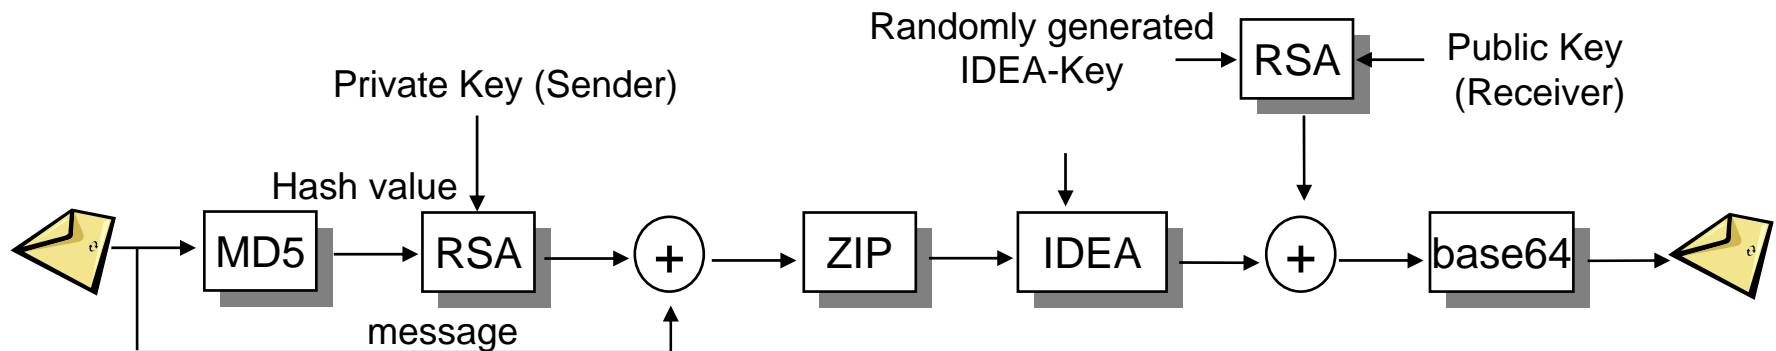 Randomly generated
IDEA-Key
RSA
Public Key
(Receiver)
Private Key (Sender)
Hash value
MD5
RSA
+
ZIP
IDEA
+
base64
message